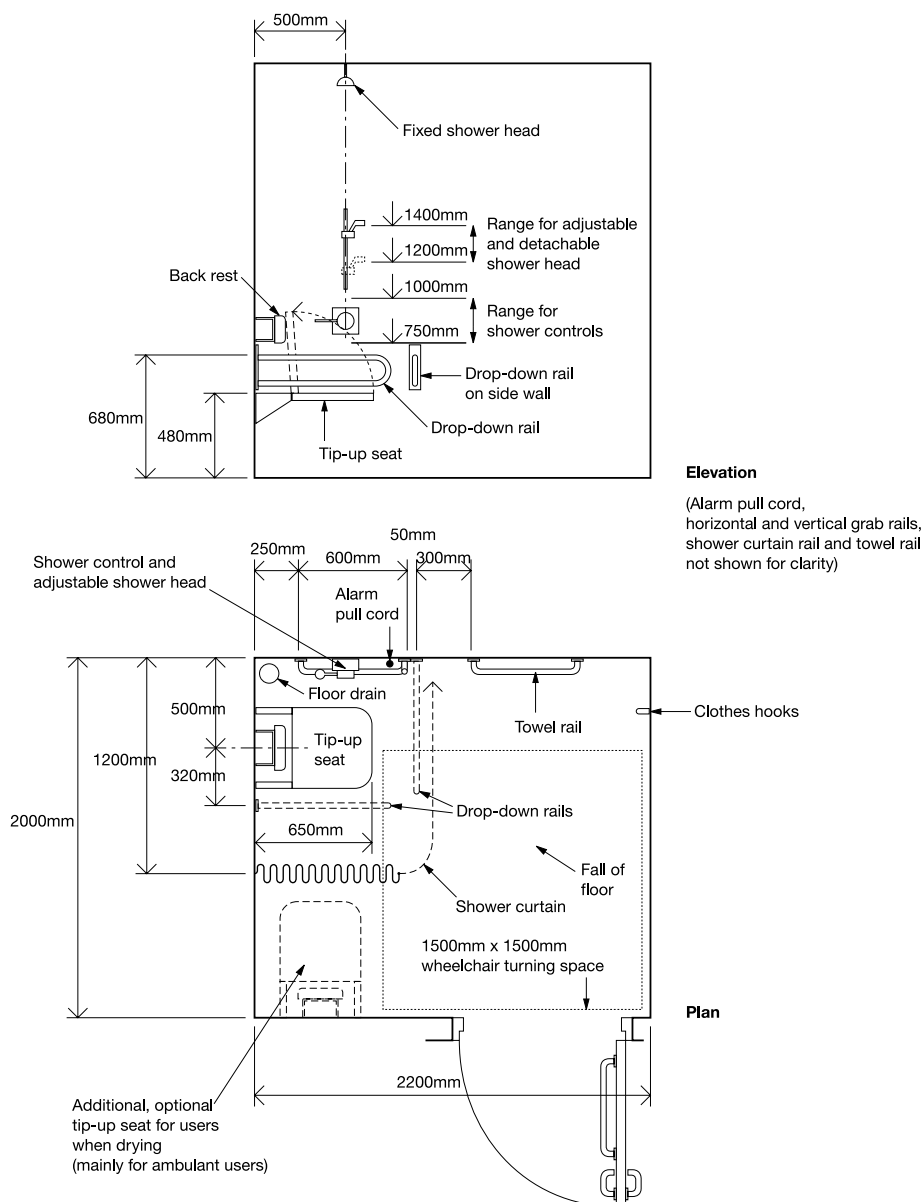 500mm
Fixed shower head
1400mm
Range for adjustable
and detachable
shower head
1200mm
Back rest
1000mm
Range for
shower controls
750mm
Drop-down rail
on side wall
680mm
480mm
Drop-down rail
Tip-up seat
Elevation
(Alarm pull cord,
horizontal and vertical grab rails,
shower curtain rail and towel rail
not shown for clarity)
50mm
250mm
600mm
300mm
Shower control and
adjustable shower head
Alarm
pull cord
Floor drain
500mm
Towel rail
Clothes hooks
1200mm
Tip-up
seat
320mm
2000mm
Drop-down rails
650mm
Fall of
floor
Shower curtain
1500mm x 1500mm
wheelchair turning space
Plan
2200mm
Additional, optional
tip-up seat for users
when drying
(mainly for ambulant users)